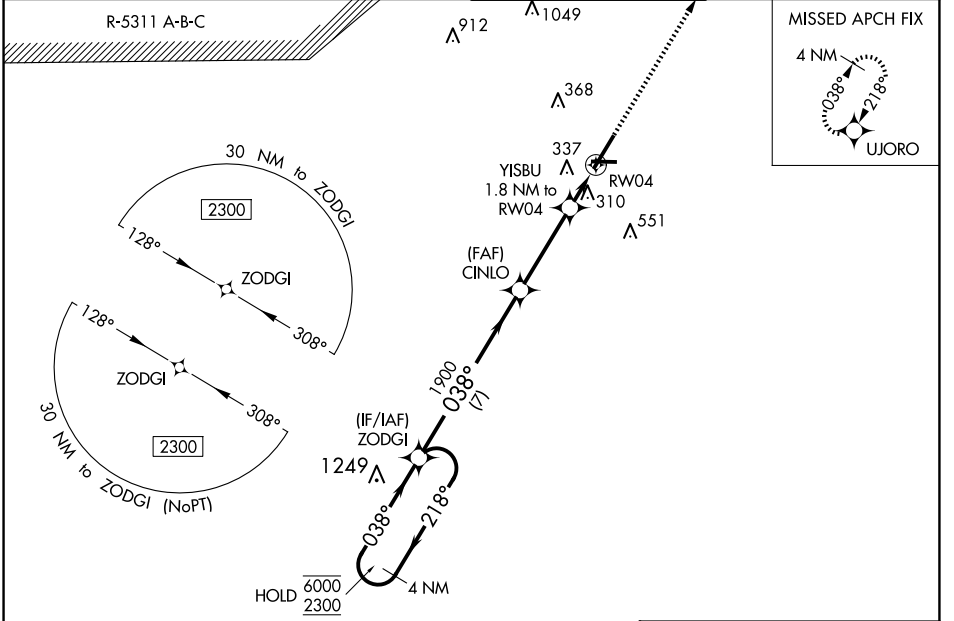 R-5311 A-B-C
912
1049
MISSED APCH FIX
4 NM
038°
218°
UJORO
368
337
YISBU
1.8 NM to
RW04
RW04
310
551
30 NM to ZODGI
2300
128°
ZODGI
308°
(FAF)
CINLO
128°
ZODGI
308°
2300
30 NM to ZODGI (NoPT)
1900
038°
(7)
(IF/IAF)
ZODGI
1249
038°
218°
HOLD 6000
2300
4 NM